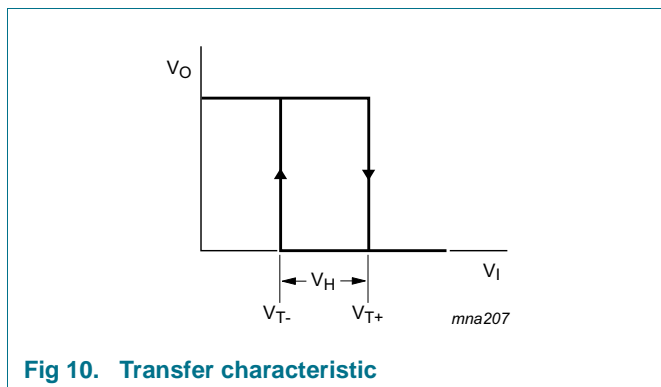 VO
VH
VI
VT-
VT+
mna207
Fig 10. Transfer characteristic